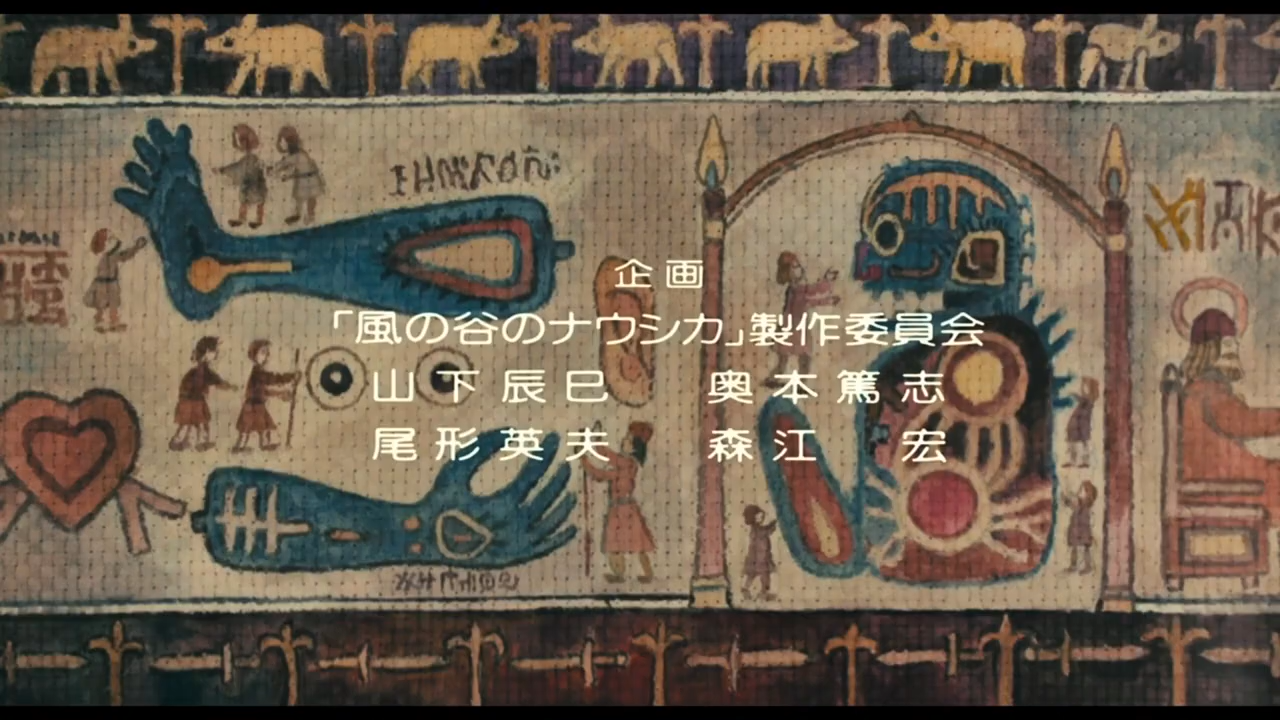 企画
「風の谷のナウシカ」製作委員会
山下辰巳　奥本篤志
尾形英夫　森江　宏